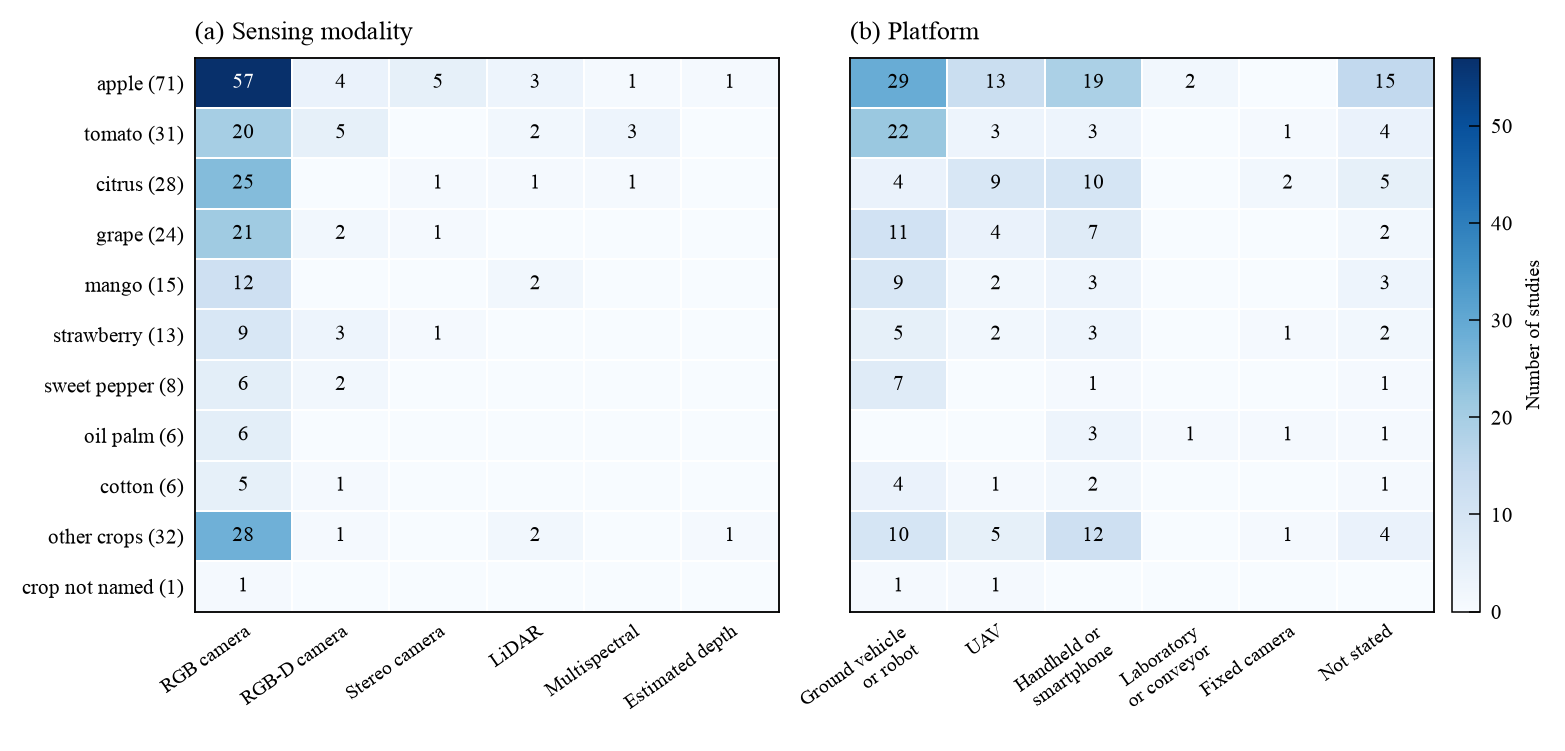 (a) Sensing modality
(b) Platform
apple (71) 57 4 5 3 1 1 29 13 19 2 15
tomato (31) 20 5 2 3 22 3 3 1 4
citrus (28) 25 1 1 1 4 9 10 2 5
grape (24) 21 2 1 11 4 7 2
mango (15) 12 2 9 2 3 3
strawberry (13) 9 3 1 5 2 3 1 2
sweet pepper (8) 6 2 7 1 1
oil palm (6) 6 3 1 1 1
cotton (6) 5 1 4 1 2 1
other crops (32) 28 1 2 1 10 5 12 1 4
crop not named (1) 1 1 1
RGB camera
RGB-D camera
Stereo camera
LiDAR
Multispectral
Estimated depth
Ground vehicle
or robot
UAV
Handheld or
smartphone
Laboratory
or conveyor
Fixed camera
Not stated
50
40
30
20
10
0
Number of studies